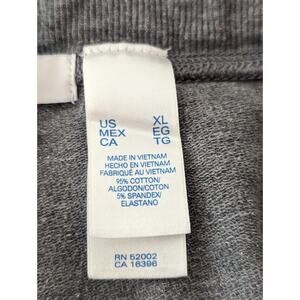 US XL
MEX EG
CA TG
MADE IN VIETNAM
HECHO EN VIETNAM
FABRIQUÉ AU VIETNAM
95% COTTON/
ALGODON/COTON
5% SPANDEX/
ELASTANO
RN 52002
CA 16396